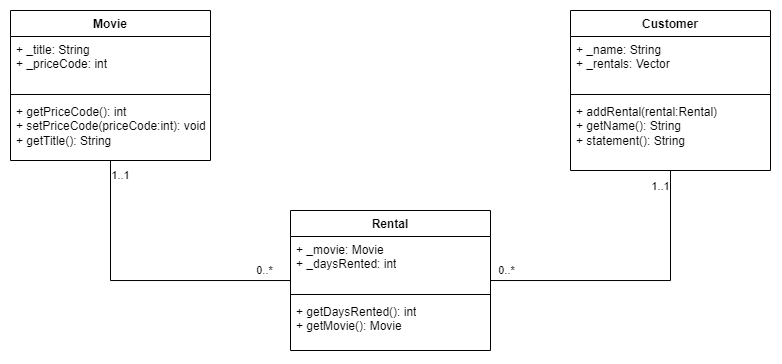 Movie
+ _title: String
+ _priceCode: int
+ getPriceCode(): int
+ setPriceCode(priceCode:int): void
+ getTitle(): String
1..1
Customer
+ _name: String
+ _rentals: Vector
+ addRental(rental:Rental)
+ getName(): String
+ statement(): String
1..1
Rental
+ _movie: Movie
+ _daysRented: int
+ getDaysRented(): int
+ getMovie(): Movie
0..*
0..*